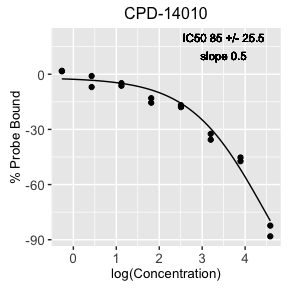 CPD-14010
IC50 85 +/- 25.5
slope 0.5
% Probe Bound
0
-30
-60
-90
0 1 2 3 4
log(Concentration)